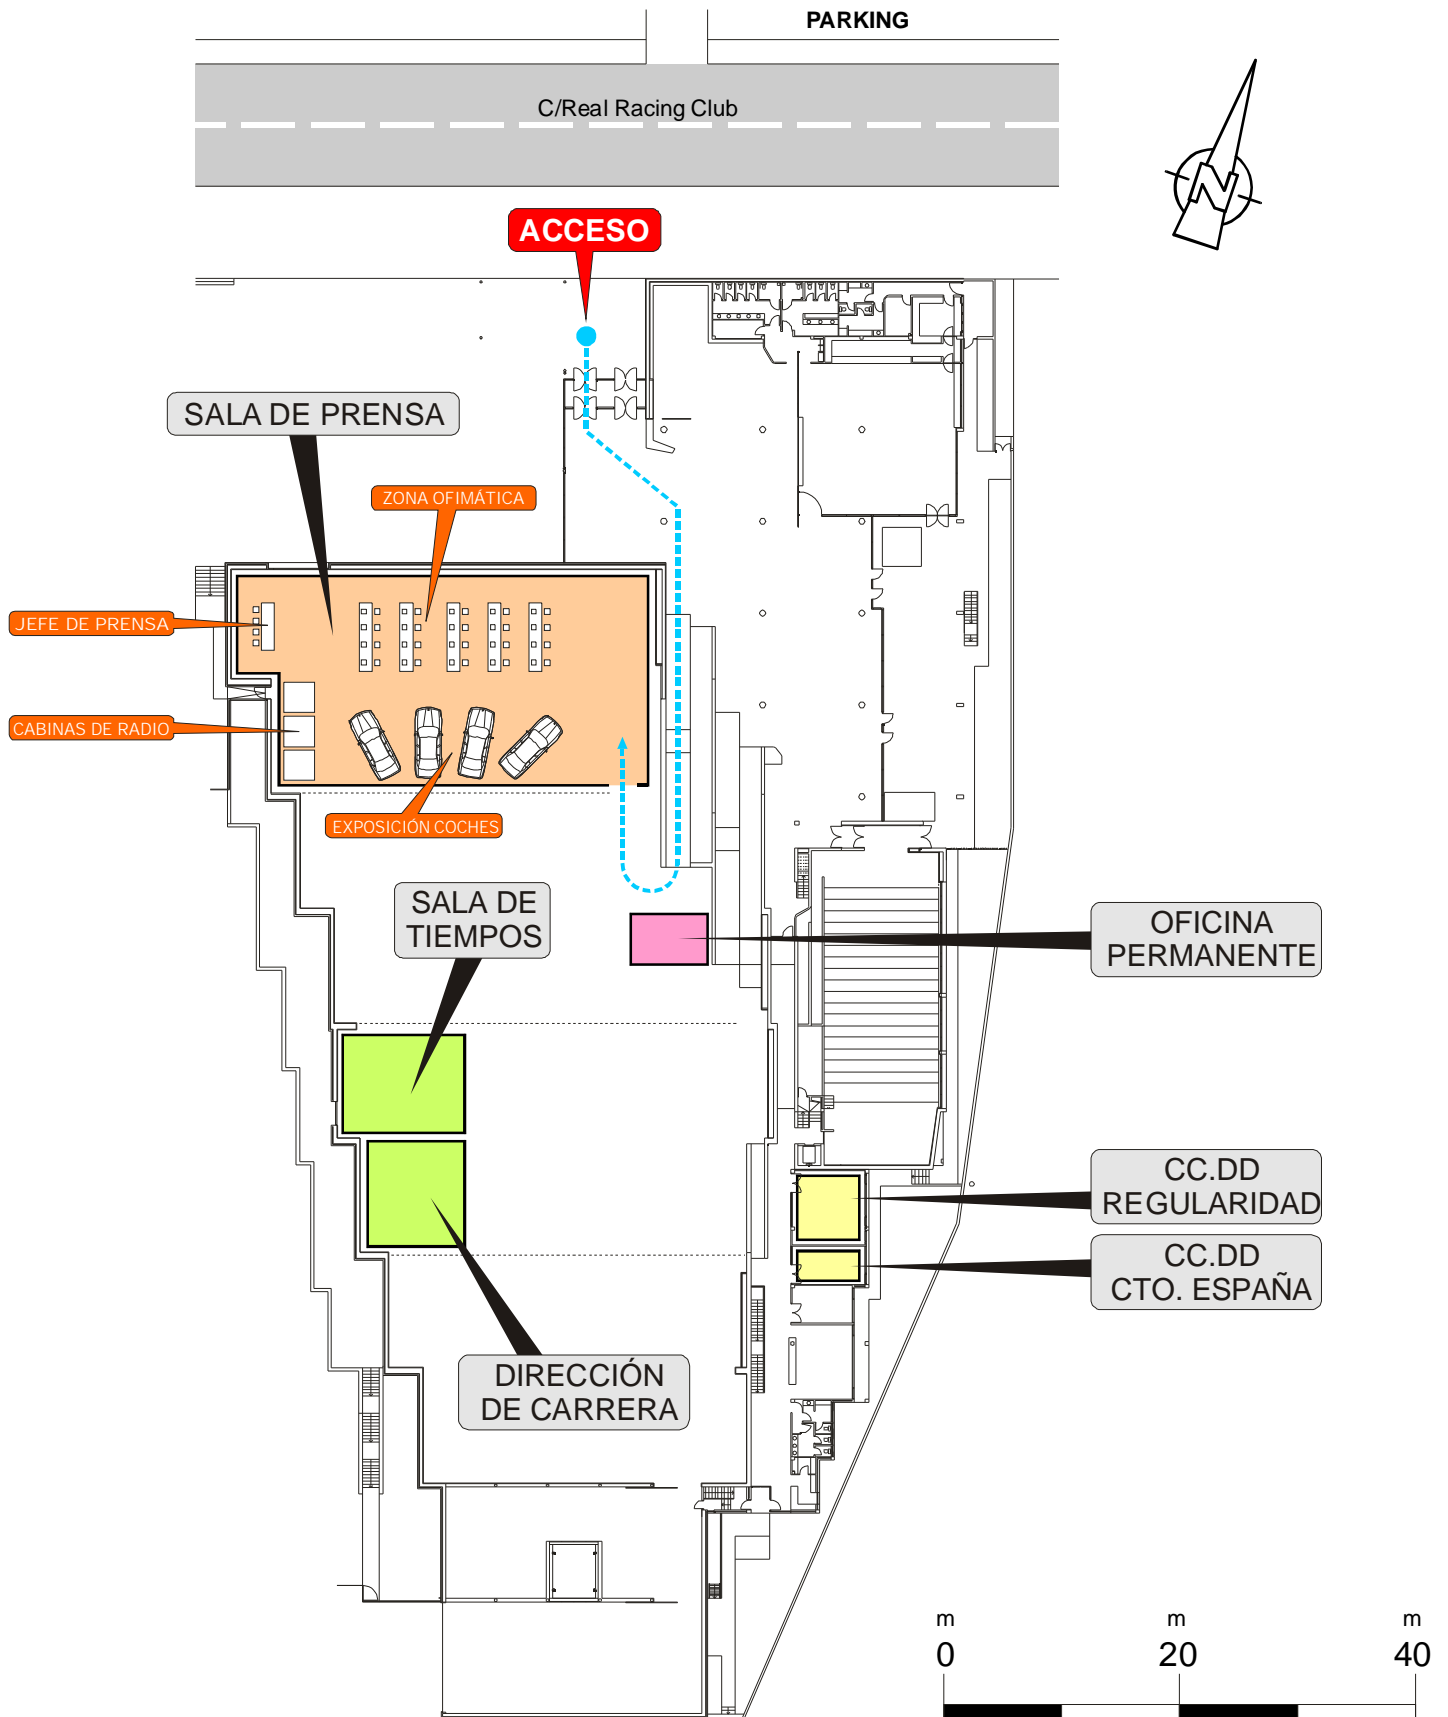 PARKING
C/Real Racing Club
N
ACCESO
SALA DE PRENSA
ZONA OFIMÁTICA
JEFE DE PRENSA
CABINAS DE RADIO
EXPOSICIÓN COCHES
SALA DE
TIEMPOS
OFICINA
PERMANENTE
CC.DD
REGULARIDAD
CC.DD
CTO. ESPAÑA
DIRECCIÓN
DE CARRERA
m m m
0 20 40